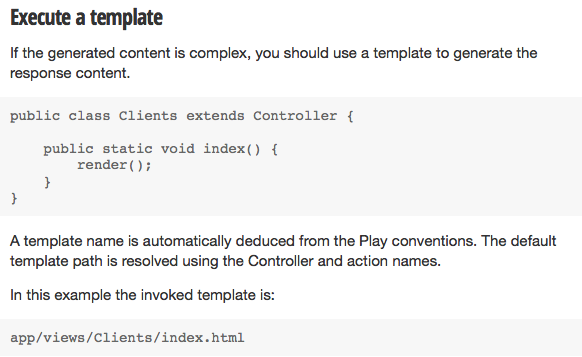 Execute a template
If the generated content is complex, you should use a template to generate the
response content.
public class Clients extends Controller {
    public static void index() {
        render();
    }
}
A template name is automatically deduced from the Play conventions. The default
template path is resolved using the Controller and action names.
In this example the invoked template is:
app/views/Clients/index.html